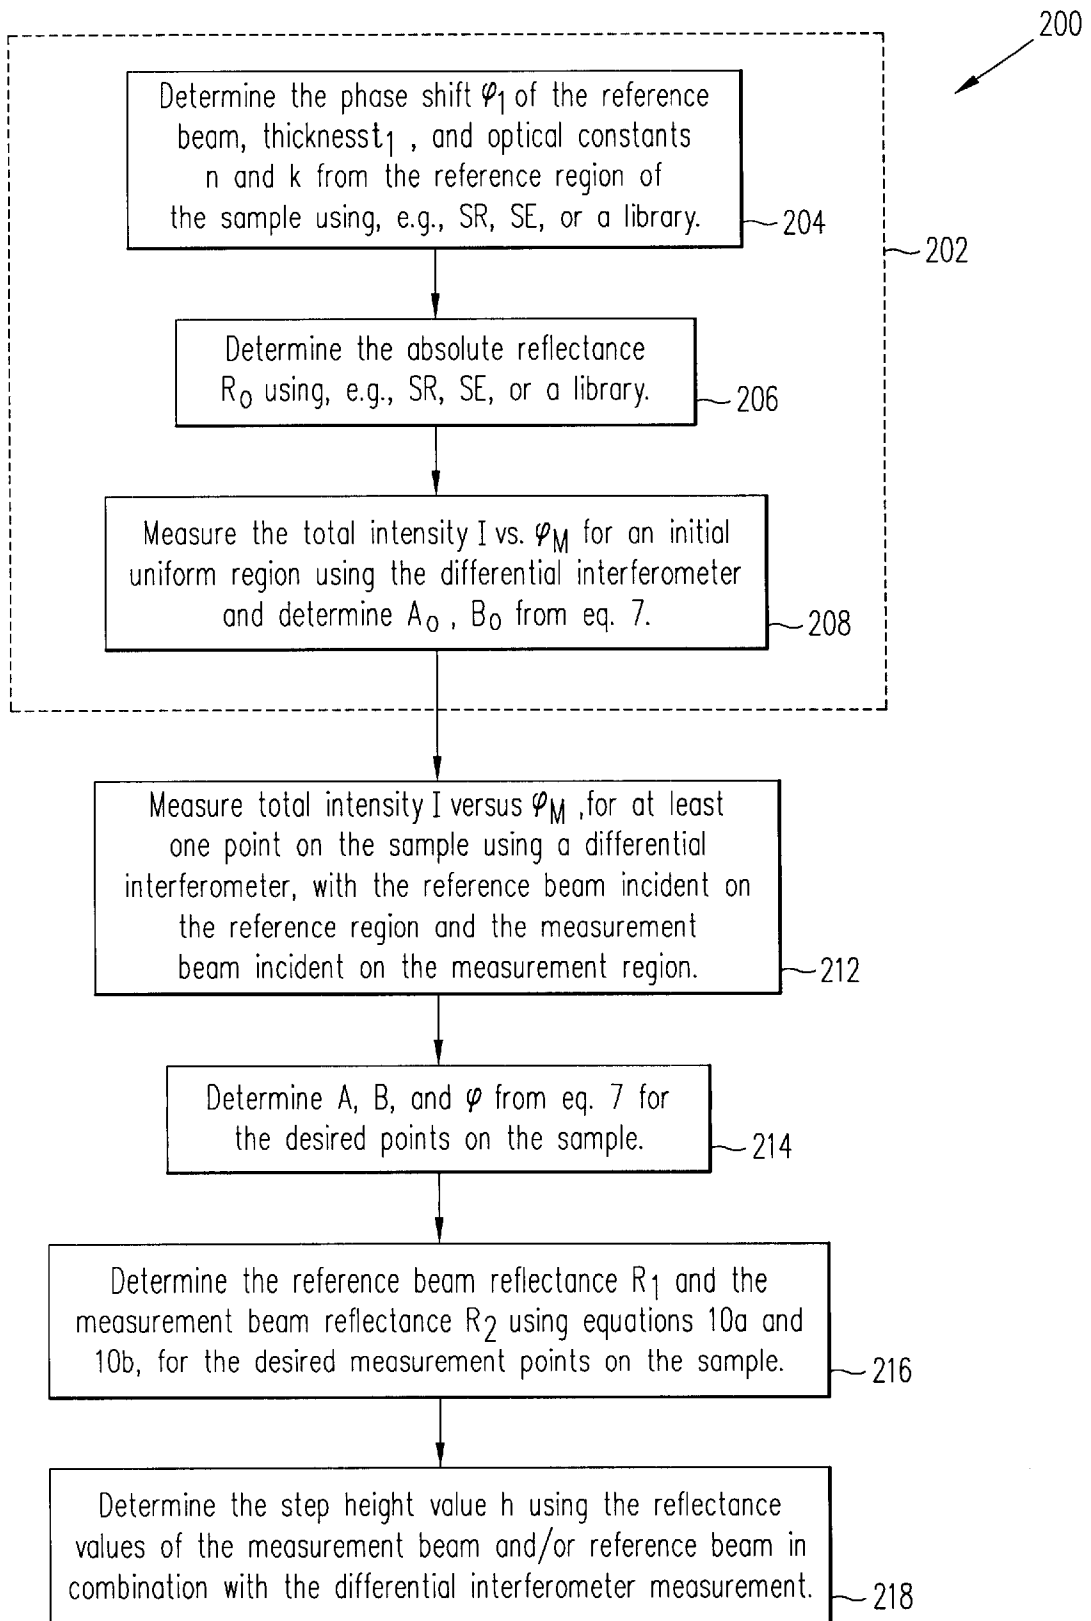 200
Determine the phase shift φ1 of the reference
beam, thicknesst1 , and optical constants
n and k from the reference region of
the sample using, e.g., SR, SE, or a library.
204
202
Determine the absolute reflectance
R0 using, e.g., SR, SE, or a library.
206
Measure the total intensity I vs. φM for an initial
uniform region using the differential interferometer
and determine A0 , B0 from eq. 7.
208
Measure total intensity I versus φM ,for at least
one point on the sample using a differential
interferometer, with the reference beam incident on
the reference region and the measurement
beam incident on the measurement region.
212
Determine A, B, and φ from eq. 7 for
the desired points on the sample.
214
Determine the reference beam reflectance R1 and the
measurement beam reflectance R2 using equations 10a and
10b, for the desired measurement points on the sample.
216
Determine the step height value h using the reflectance
values of the measurement beam and/or reference beam in
combination with the differential interferometer measurement.
218